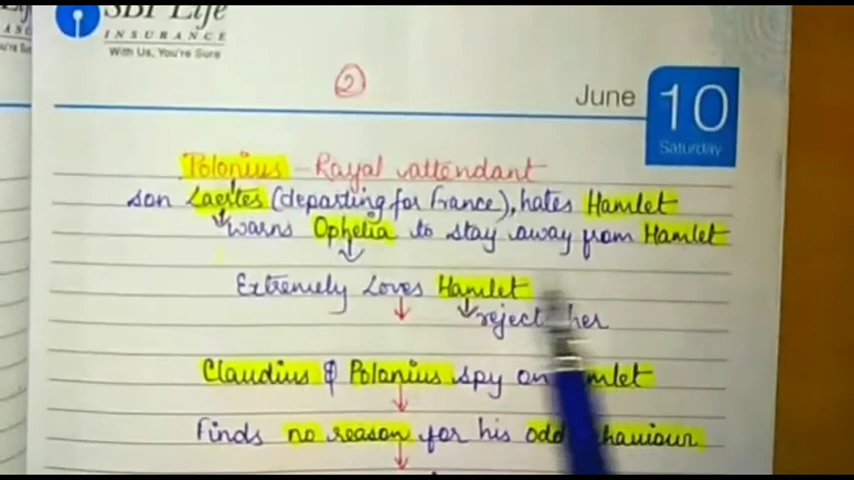 SBI Life
INSURANCE
With Us, You're Sure
2
June 10
Saturday
Polonius - Royal attendant
son Laertes (departing for France), hates Hamlet
warns Ophelia to stay away from Hamlet
Extremely Loves Hamlet
reject her
Claudius & Polonius spy on
Finds no reason for his odd